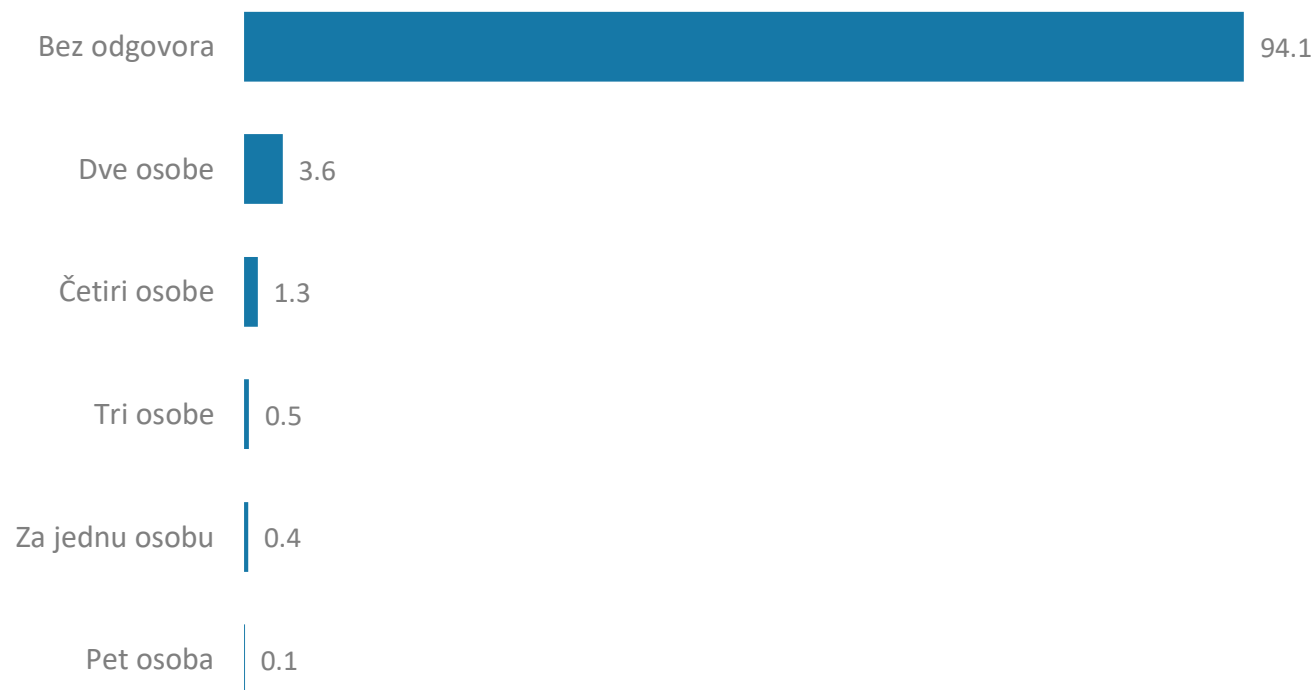 Bez odgovora 94.1
Dve osobe 3.6
Četiri osobe 1.3
Tri osobe 0.5
Za jednu osobu 0.4
Pet osoba 0.1